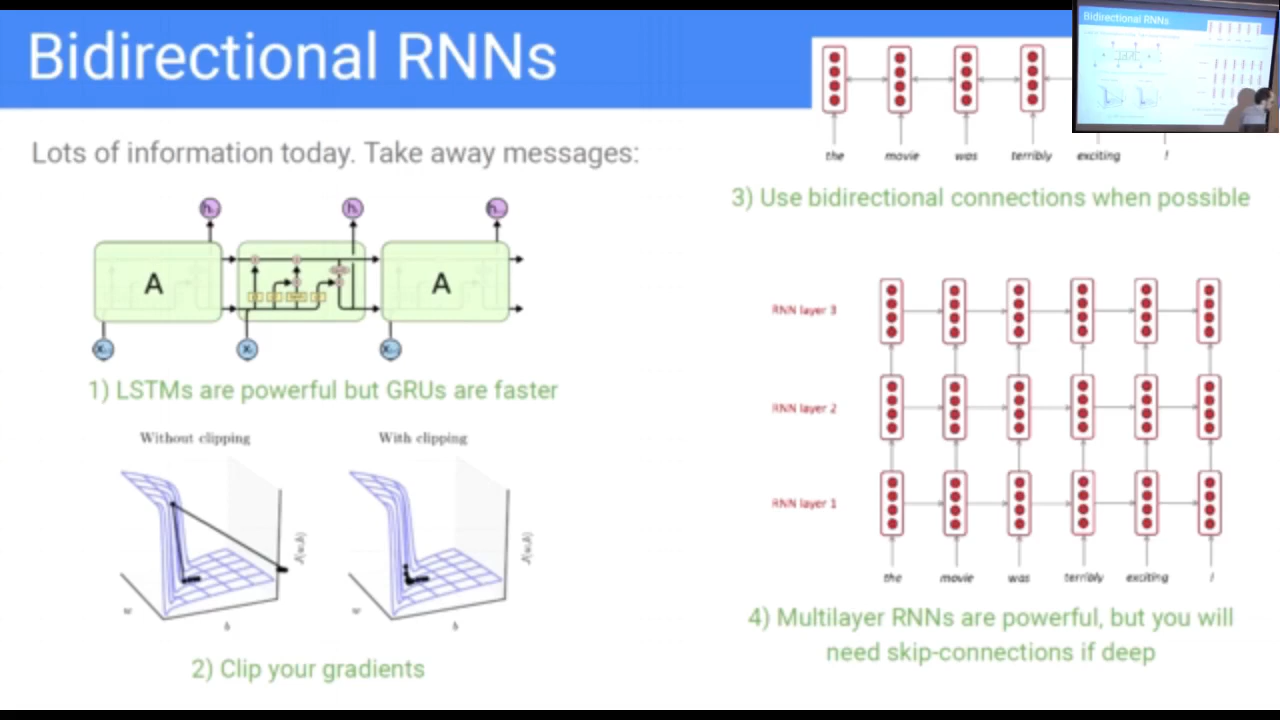 Bidirectional RNNs
Bidirectional RNNs
the movie was terribly exciting !
Lots of information today. Take away messages:
3) Use bidirectional connections when possible
A A
1) LSTMs are powerful but GRUs are faster
Without clipping With clipping
J(w,b) J(w,b)
w b w b
2) Clip your gradients
RNN layer 3
RNN layer 2
RNN layer 1
the movie was terribly exciting !
4) Multilayer RNNs are powerful, but you will
need skip-connections if deep